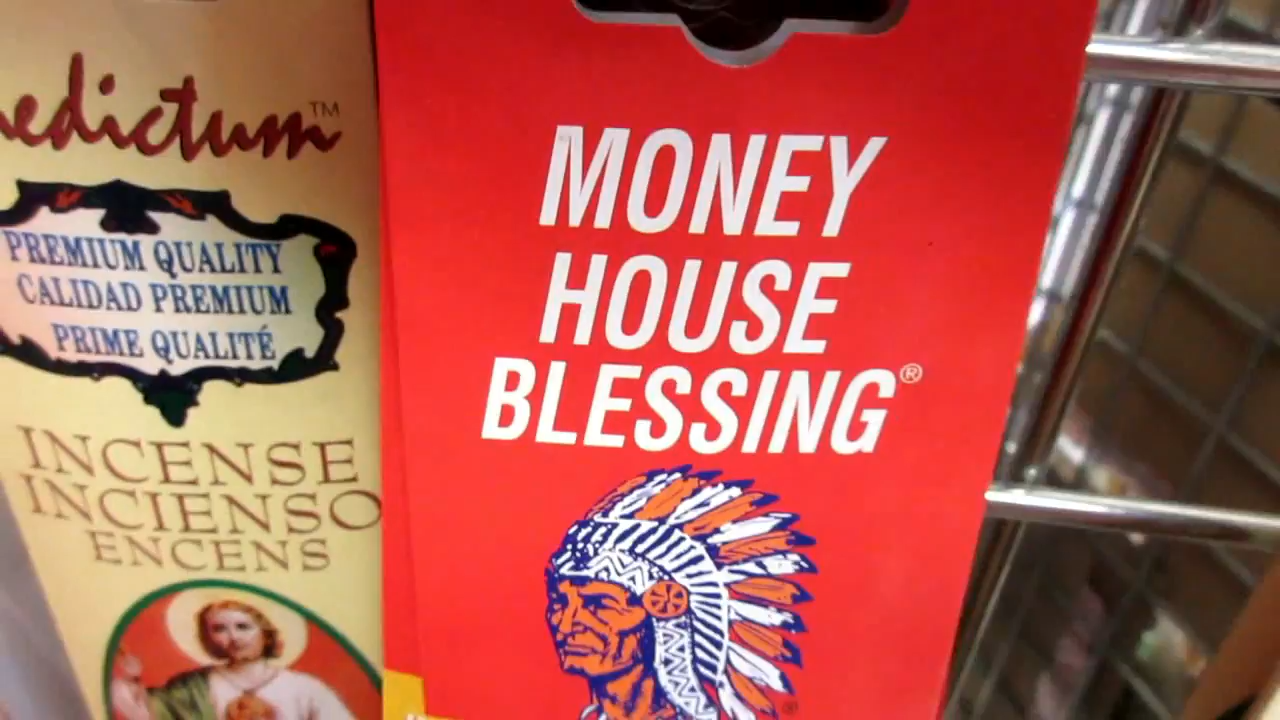 edictum™
PREMIUM QUALITY
CALIDAD PREMIUM
PRIME QUALITÉ
INCENSE
INCIENSO
ENCENS
MONEY
HOUSE
BLESSING®